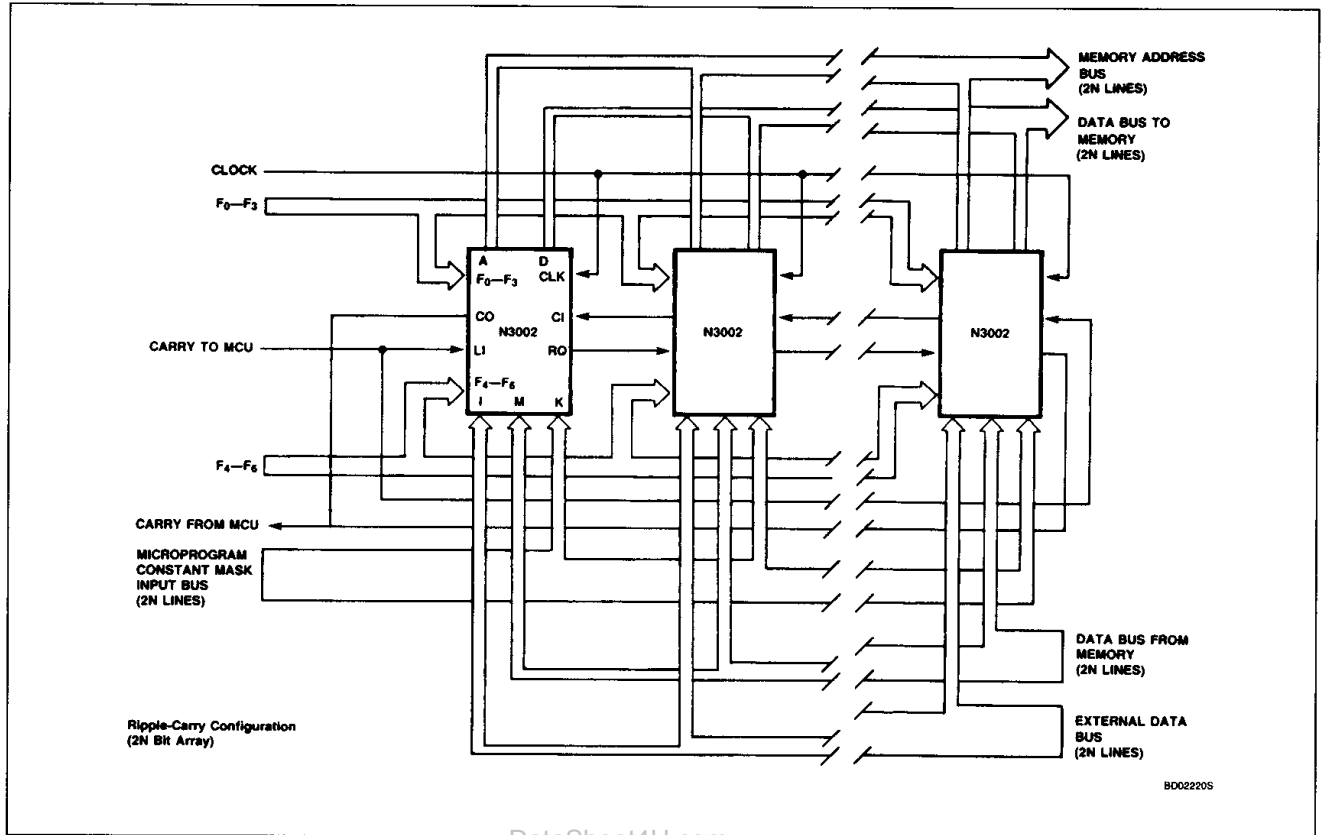 MEMORY ADDRESS
BUS
(2N LINES)
DATA BUS TO
MEMORY
(2N LINES)
CLOCK
F0—F3
A D
F0—F3 CLK
CO CI
N3002
LI RO
F4—F6
I M K
N3002
N3002
CARRY TO MCU
F4—F6
CARRY FROM MCU
MICROPROGRAM
CONSTANT MASK
INPUT BUS
(2N LINES)
DATA BUS FROM
MEMORY
(2N LINES)
EXTERNAL DATA
BUS
(2N LINES)
Ripple-Carry Configuration
(2N Bit Array)
BD02220S
DataSheet4U.com